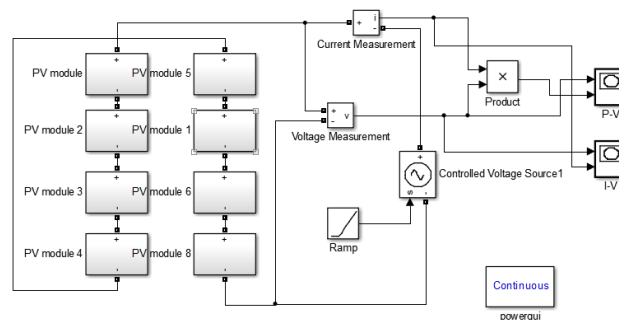 + i
-
Current Measurement
PV module
+
-
PV module 5
+
-
×
Product
P-V
PV module 2
+
-
PV module 1
+
-
+
- v
Voltage Measurement
I-V
PV module 3
+
-
PV module 6
+
-
+
s -
Controlled Voltage Source1
Ramp
PV module 4
+
-
PV module 8
+
-
Continuous
powergui